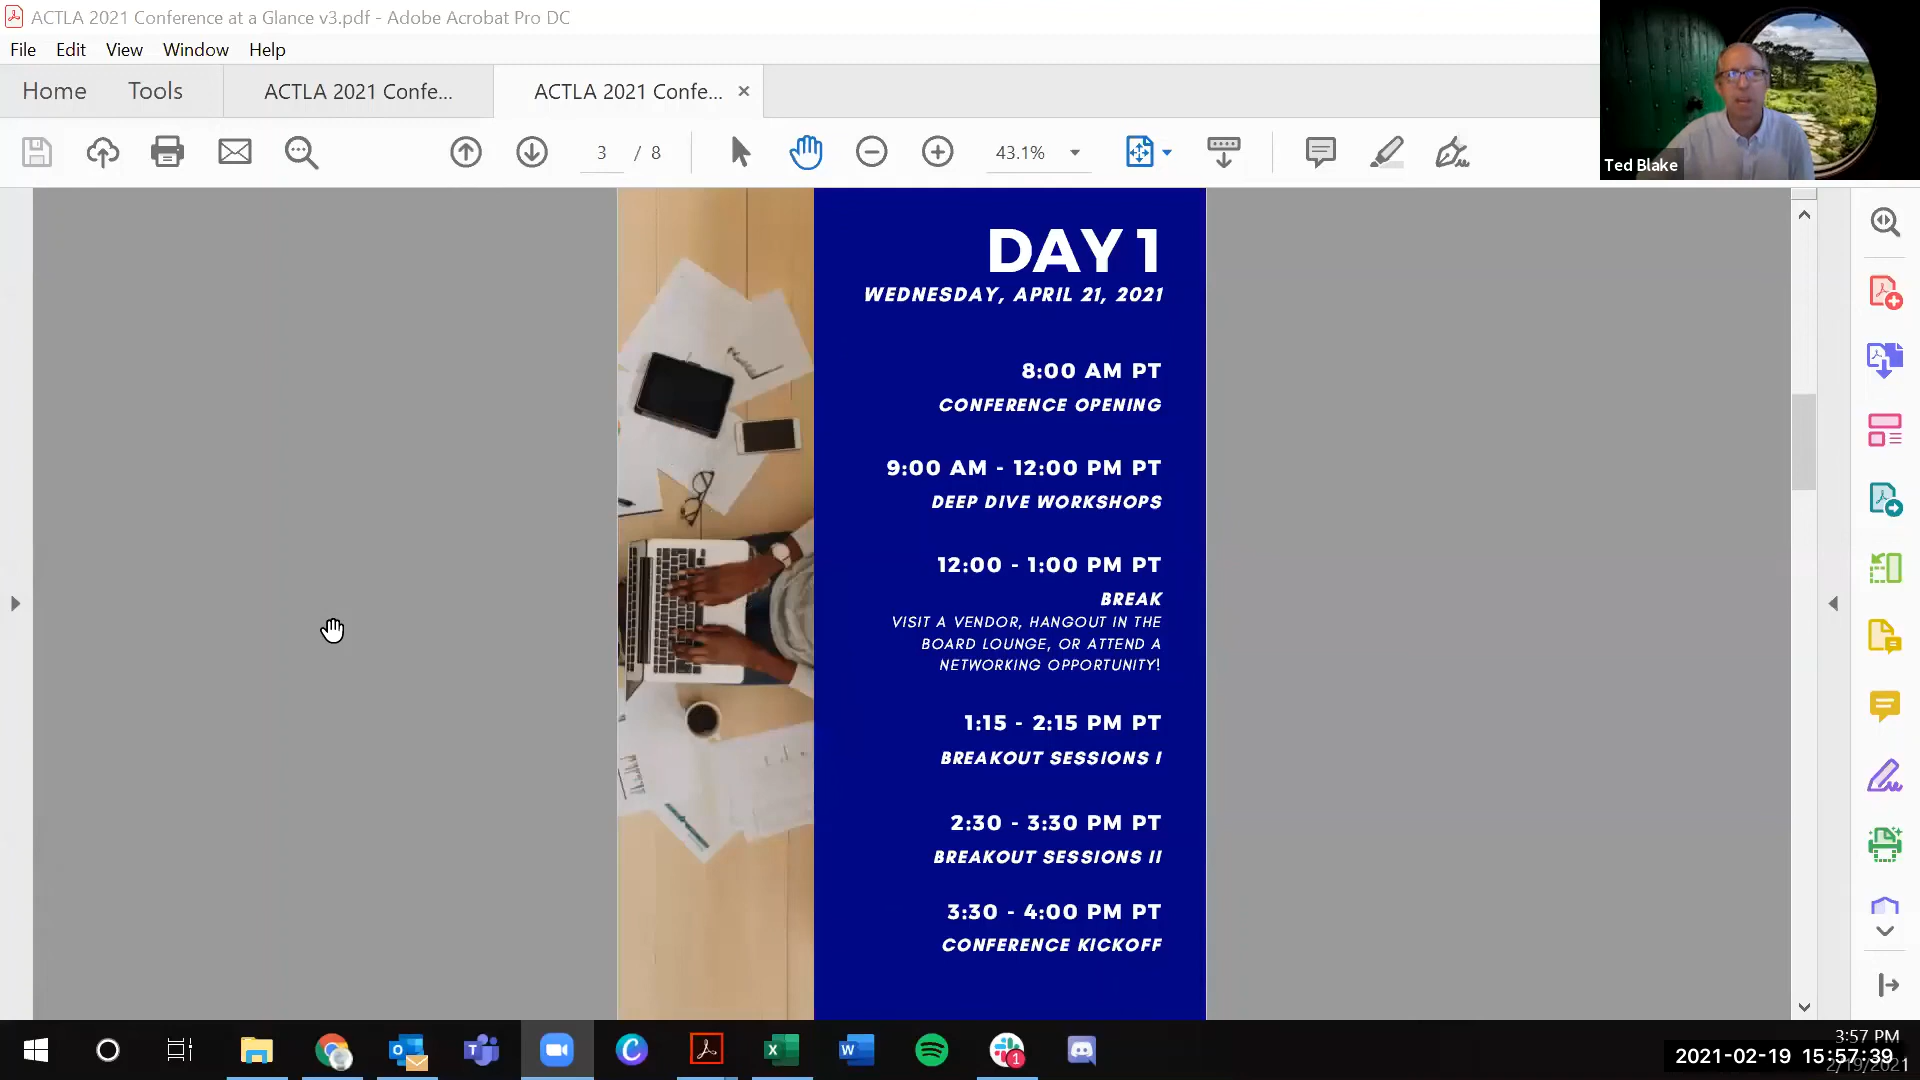 ACTLA 2021 Conference at a Glance v3.pdf - Adobe Acrobat Pro DC
File Edit View Window Help
Home Tools ACTLA 2021 Confe... ACTLA 2021 Confe... ×
3 / 8 43.1%
Ted Blake
DAY 1
WEDNESDAY, APRIL 21, 2021
8:00 AM PT
CONFERENCE OPENING
9:00 AM - 12:00 PM PT
DEEP DIVE WORKSHOPS
12:00 - 1:00 PM PT
BREAK
VISIT A VENDOR, HANGOUT IN THE
BOARD LOUNGE, OR ATTEND A
NETWORKING OPPORTUNITY!
1:15 - 2:15 PM PT
BREAKOUT SESSIONS I
2:30 - 3:30 PM PT
BREAKOUT SESSIONS II
3:30 - 4:00 PM PT
CONFERENCE KICKOFF
3:57 PM
2021-02-19 15:57:39
2/19/2021